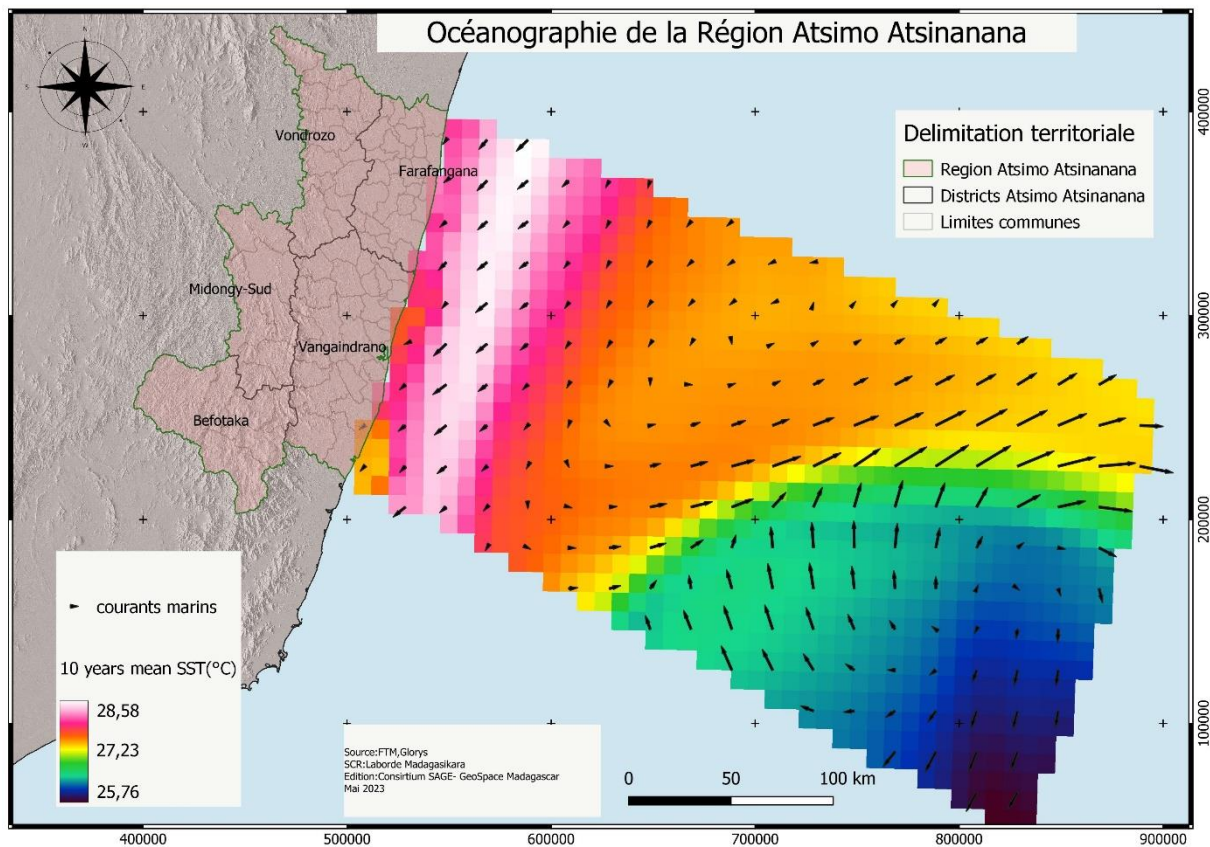 Océanographie de la Région Atsimo Atsinanana
Delimitation territoriale
Region Atsimo Atsinanana
Districts Atsimo Atsinanana
Limites communes
Vondrozo
Farafangana
Midongy-Sud
Vangaindrano
Befotaka
courants marins
10 years mean SST(°C)
28,58
27,23
25,76
Source:FTM,Glorys
SCR:Laborde Madagasikara
Edition:Consirtium SAGE- GeoSpace Madagascar
Mai 2023
0 50 100 km
400000
300000
200000
100000
400000 500000 600000 700000 800000 900000